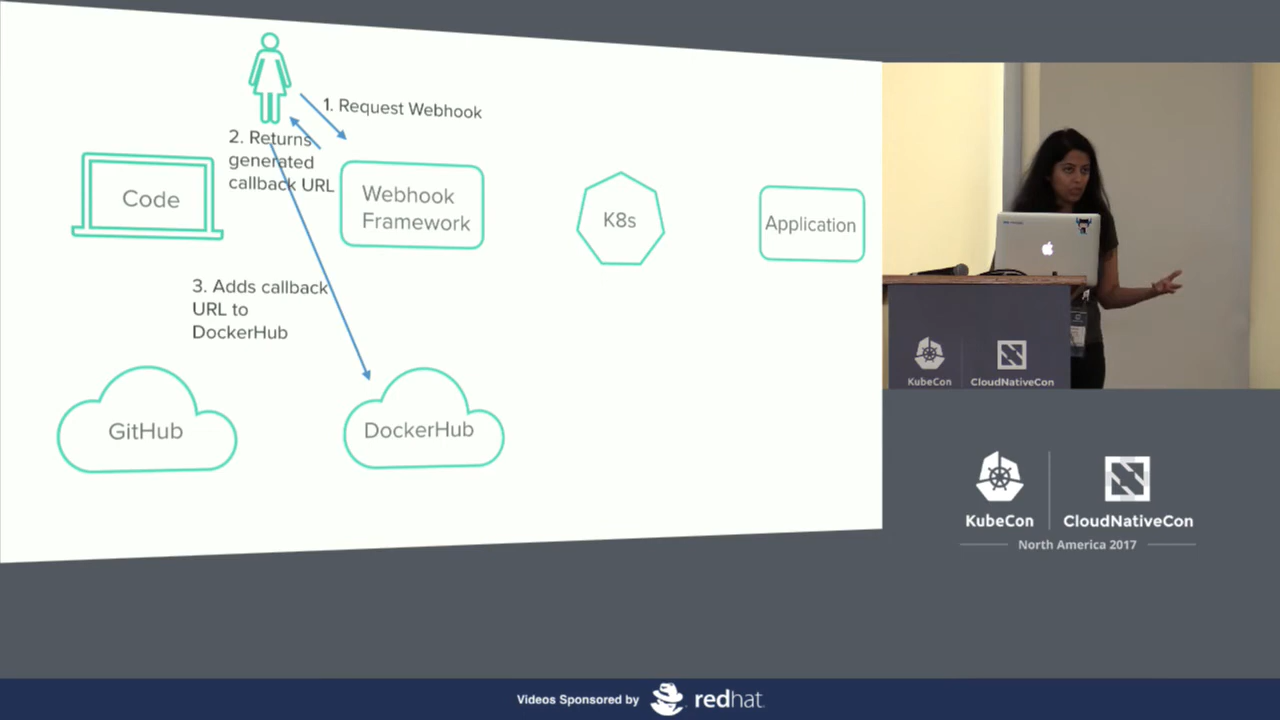 1. Request Webhook
2. Returns
generated
callback URL
Code
Webhook
Framework
K8s
Application
3. Adds callback
URL to
DockerHub
GitHub
DockerHub
KubeCon
CloudNativeCon
KubeCon
CloudNativeCon
North America 2017
Videos Sponsored by
redhat.